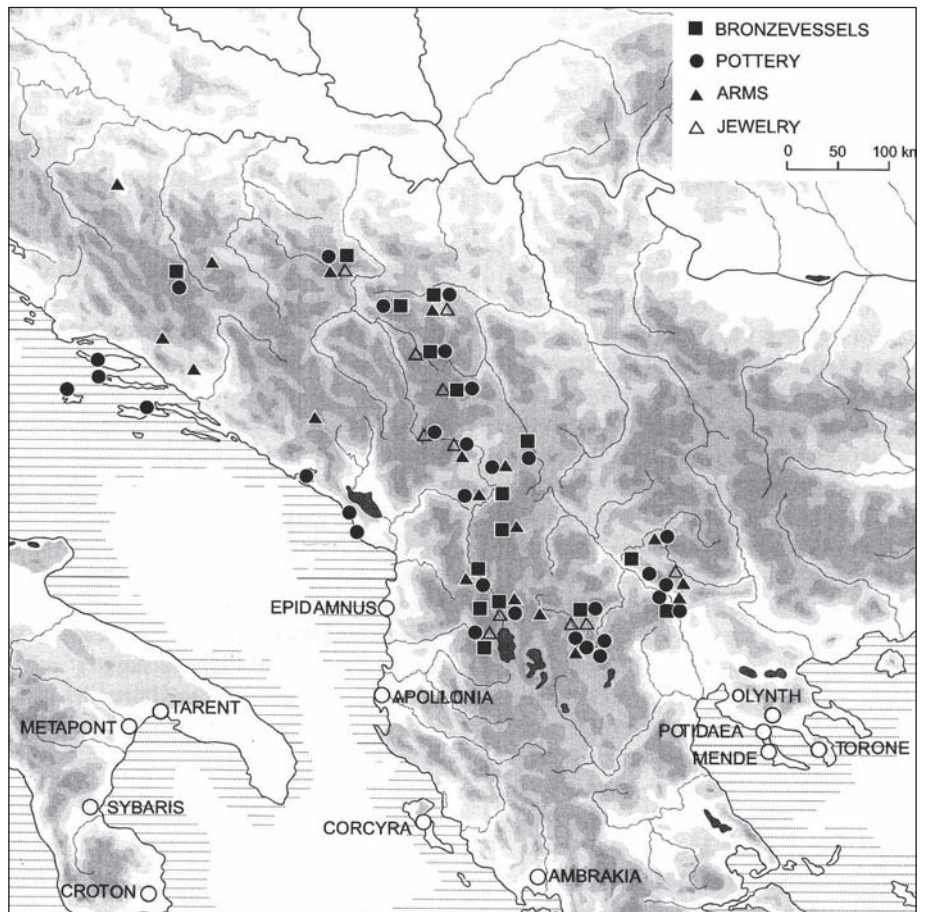 BRONZEVESSELS
POTTERY
ARMS
JEWELRY
0 50 100 km
EPIDAMNUS
APOLLONIA
TARENT
METAPONT
OLYNTH
POTIDAEA
MENDE
TORONE
SYBARIS
CORCYRA
AMBRAKIA
CROTON